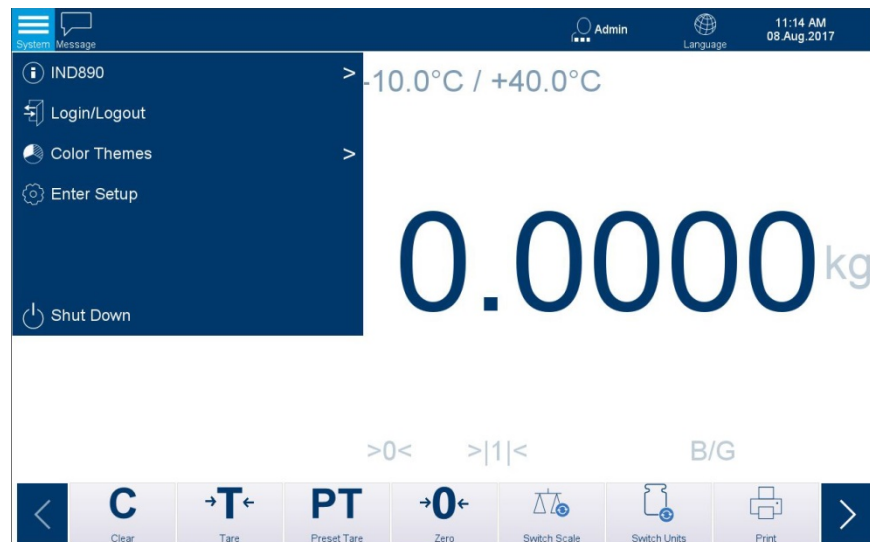 System Message Admin Language 11:14 AM
08.Aug.2017
IND890 >
-10.0°C / +40.0°C
Login/Logout
Color Themes >
Enter Setup
0.0000 kg
Shut Down
>0< >|1|< B/G
< C →T← PT →0← >
Clear Tare Preset Tare Zero Switch Scale Switch Units Print